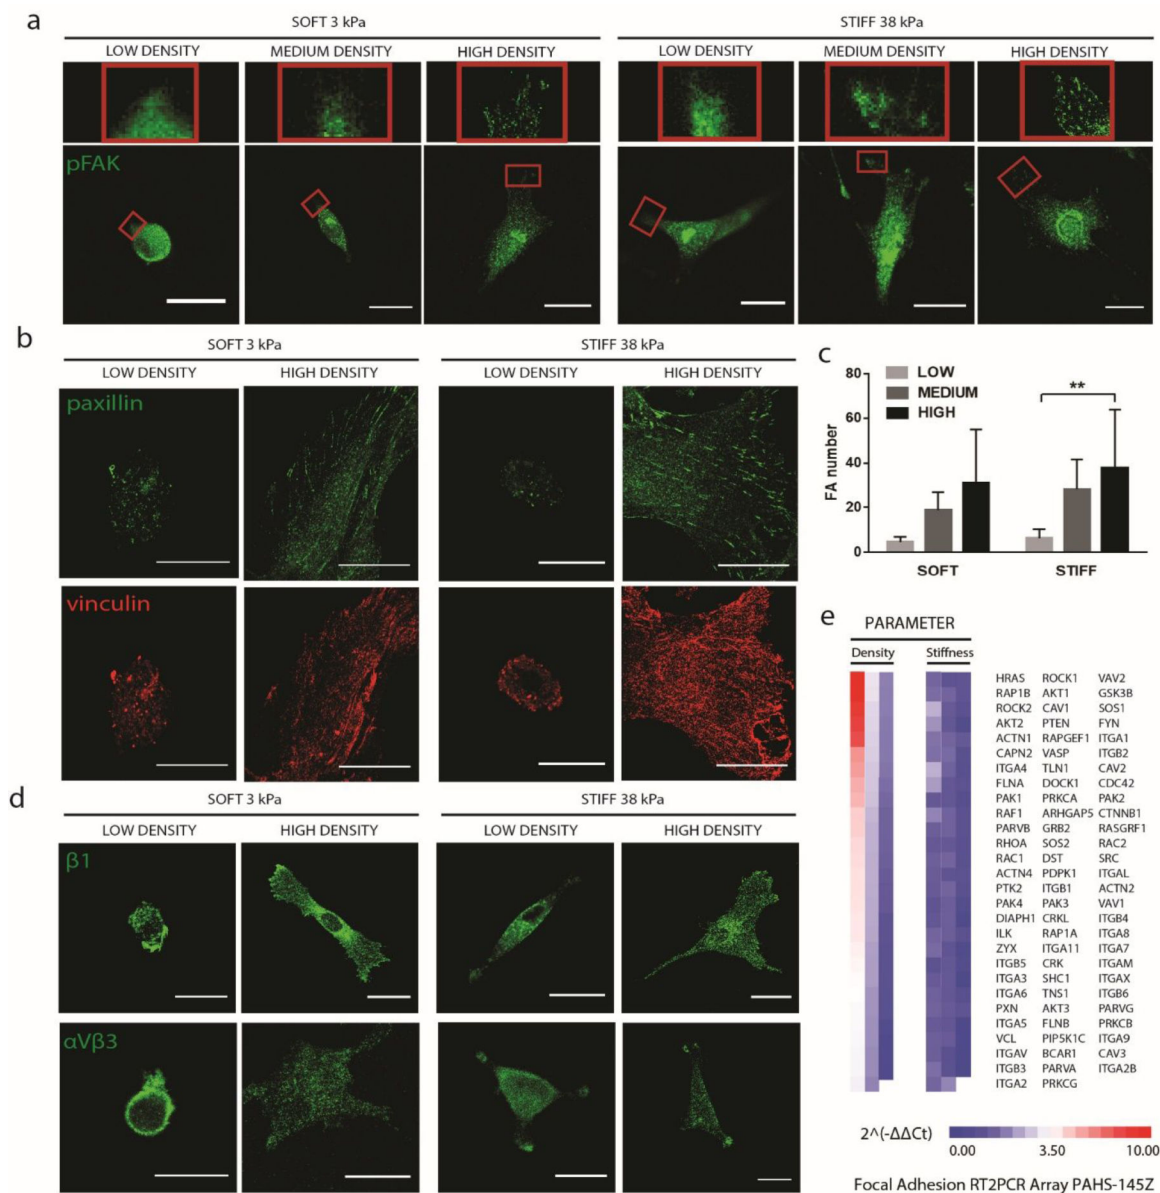 a
SOFT 3 kPa
STIFF 38 kPa
LOW DENSITY MEDIUM DENSITY HIGH DENSITY
LOW DENSITY MEDIUM DENSITY HIGH DENSITY
pFAK
b
SOFT 3 kPa
STIFF 38 kPa
LOW DENSITY HIGH DENSITY
LOW DENSITY HIGH DENSITY
paxillin
vinculin
c
LOW
MEDIUM
HIGH
**
80
60
40
20
0
FA number
SOFT STIFF
d
SOFT 3 kPa
STIFF 38 kPa
LOW DENSITY HIGH DENSITY
LOW DENSITY HIGH DENSITY
β1
αVβ3
e
PARAMETER
Density Stiffness
HRAS ROCK1 VAV2
RAP1B AKT1 GSK3B
ROCK2 CAV1 SOS1
AKT2 PTEN FYN
ACTN1 RAPGEF1 ITGA1
CAPN2 VASP ITGB2
ITGA4 TLN1 CAV2
FLNA DOCK1 CDC42
PAK1 PRKCA PAK2
RAF1 ARHGAP5 CTNNB1
PARVB GRB2 RASGRF1
RHOA SOS2 RAC2
RAC1 DST SRC
ACTN4 PDPK1 ITGAL
PTK2 ITGB1 ACTN2
PAK4 PAK3 VAV1
DIAPH1 CRKL ITGB4
ILK RAP1A ITGA8
ZYX ITGA11 ITGA7
ITGB5 CRK ITGAM
ITGA3 SHC1 ITGAX
ITGA6 TNS1 ITGB6
PXN AKT3 PARVG
ITGA5 FLNB PRKCB
VCL PIP5K1C ITGA9
ITGAV BCAR1 CAV3
ITGB3 PARVA ITGA2B
ITGA2 PRKCG
2^(-ΔΔCt)
0.00 3.50 10.00
Focal Adhesion RT2PCR Array PAHS-145Z